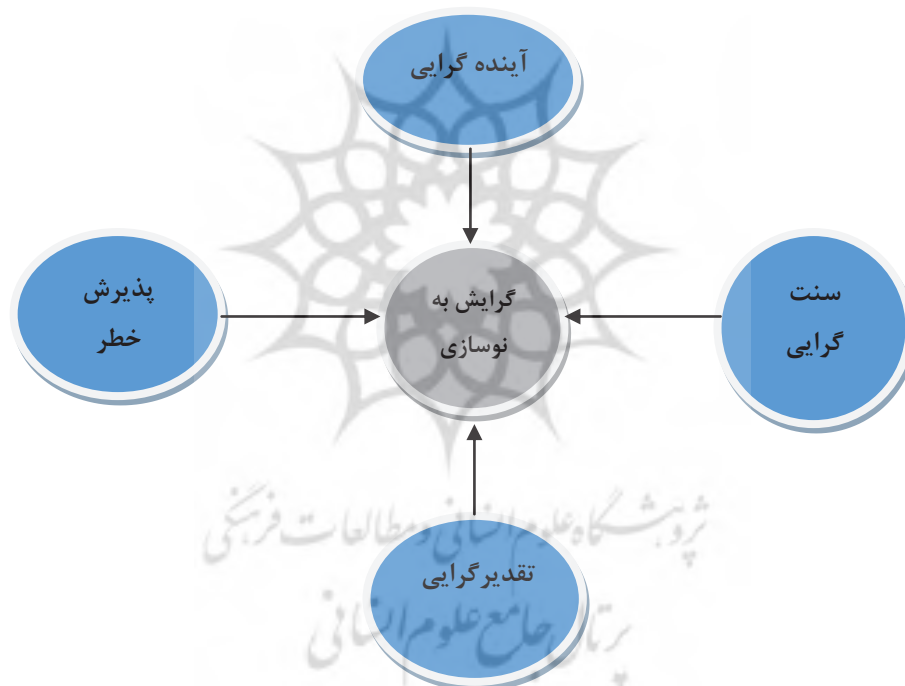 آینده گرایی
پذیرش
خطر
گرایش به
نوسازی
سنت
گرایی
تقدیرگرایی
پژوهشگاه علوم انسانی و مطالعات فرهنگی
پرتال جامع علوم انسانی